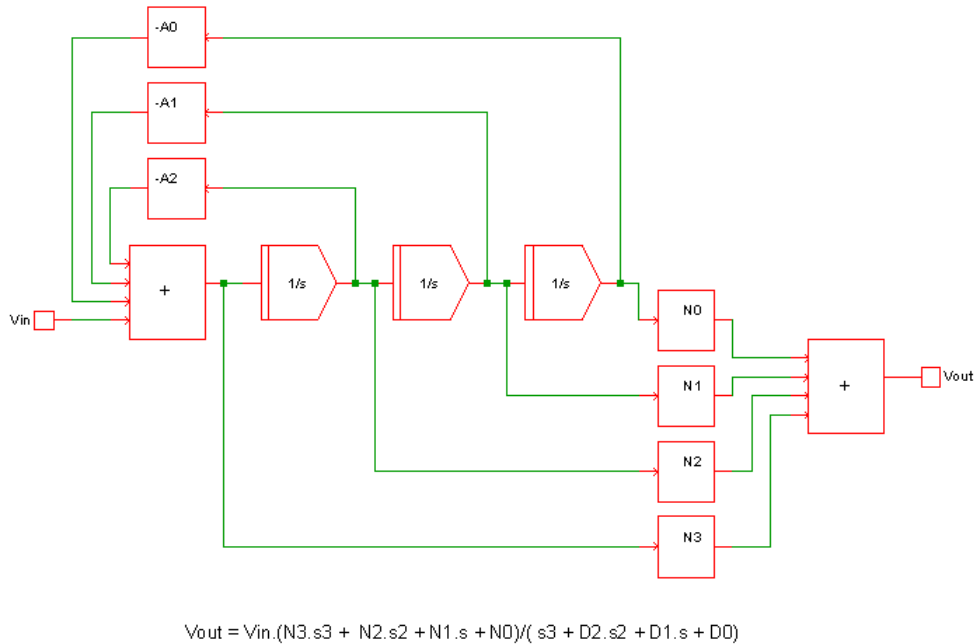 -A0
-A1
-A2
+
1/s
1/s
1/s
Vin
N0
N1
N2
N3
+
Vout
Vout = Vin.(N3.s3 + N2.s2 + N1.s + N0)/( s3 + D2.s2 + D1.s + D0)